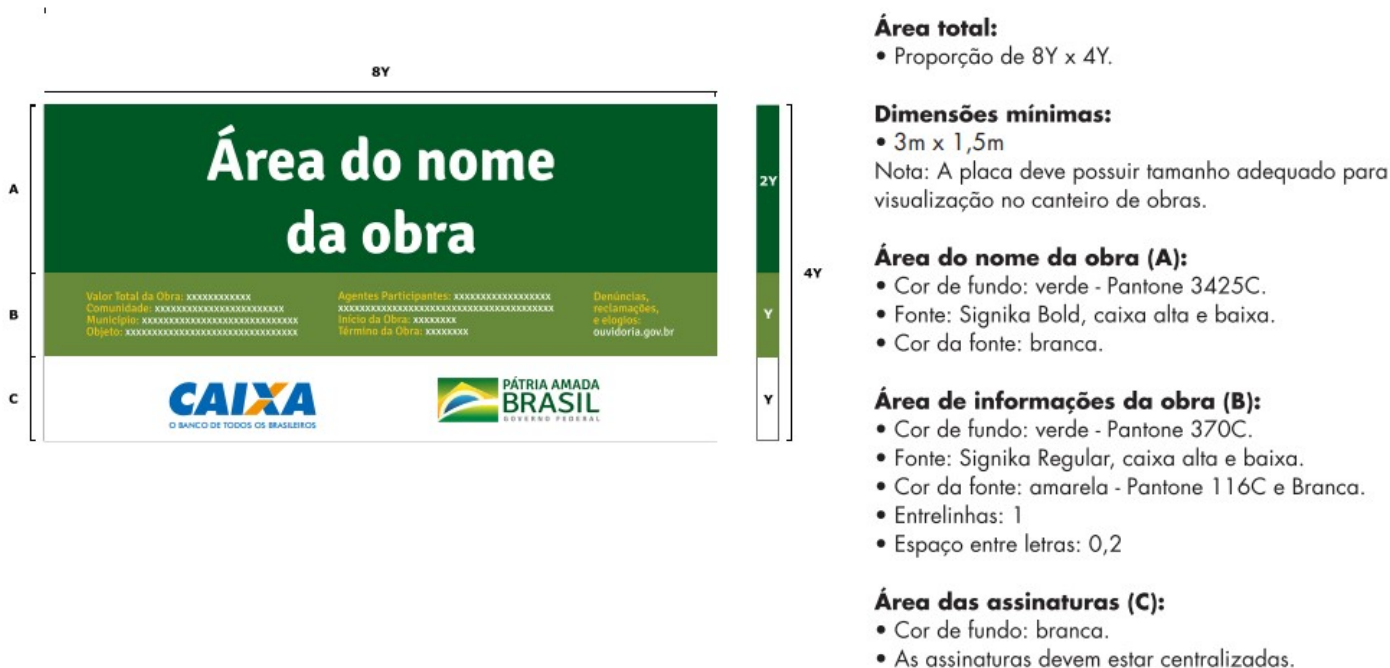 8Y
A
Área do nome
da obra
B
Valor Total da Obra: xxxxxxxxxxxx
Comunidade: xxxxxxxxxxxxxxxxxxxxxxxx
Município: xxxxxxxxxxxxxxxxxxxxxxxxxxxxx
Objeto: xxxxxxxxxxxxxxxxxxxxxxxxxxxxxxxx
Agentes Participantes: xxxxxxxxxxxxxxxxxx
xxxxxxxxxxxxxxxxxxxxxxxxxxxxxxxxxxxxxxx
Início da Obra: xxxxxxxx
Término da Obra: xxxxxxxx
Denúncias,
reclamações,
e elogios:
ouvidoria.gov.br
C
CAIXA
O BANCO DE TODOS OS BRASILEIROS
PÁTRIA AMADA
BRASIL
GOVERNO FEDERAL
2Y
Y
Y
4Y
Área total:
• Proporção de 8Y x 4Y.
Dimensões mínimas:
• 3m x 1,5m
Nota: A placa deve possuir tamanho adequado para
visualização no canteiro de obras.
Área do nome da obra (A):
• Cor de fundo: verde - Pantone 3425C.
• Fonte: Signika Bold, caixa alta e baixa.
• Cor da fonte: branca.
Área de informações da obra (B):
• Cor de fundo: verde - Pantone 370C.
• Fonte: Signika Regular, caixa alta e baixa.
• Cor da fonte: amarela - Pantone 116C e Branca.
• Entrelinhas: 1
• Espaço entre letras: 0,2
Área das assinaturas (C):
• Cor de fundo: branca.
• As assinaturas devem estar centralizadas.